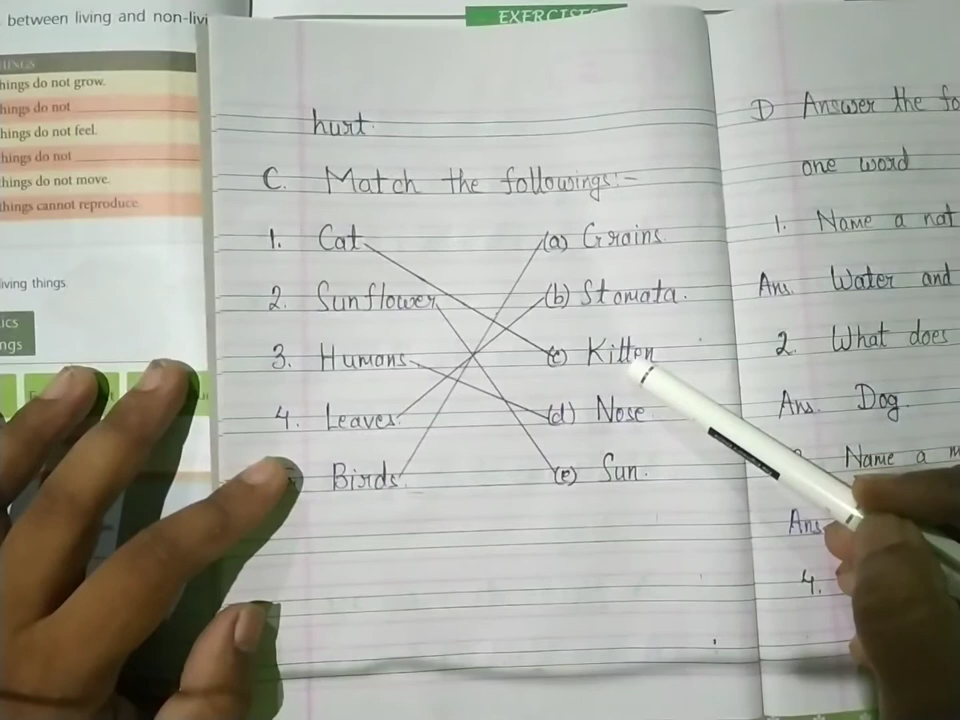 between living and non-livi
EXERCISES
THINGS
hings do not grow.
hings do not
hings do not feel.
hings do not
hings do not move.
things cannot reproduce.
iving things.
ics
ngs
hurt.
C. Match the followings:-
1. Cat (a) Grains.
2. Sunflower (b) Stomata.
3. Humans. (c) Kitten
4. Leaves. (d) Nose
Birds. (e) Sun.
D Answer the fo
one word
1. Name a nat
Ans. Water and
2. What does
Ans. Dog.
Name a m
Ans.
4.